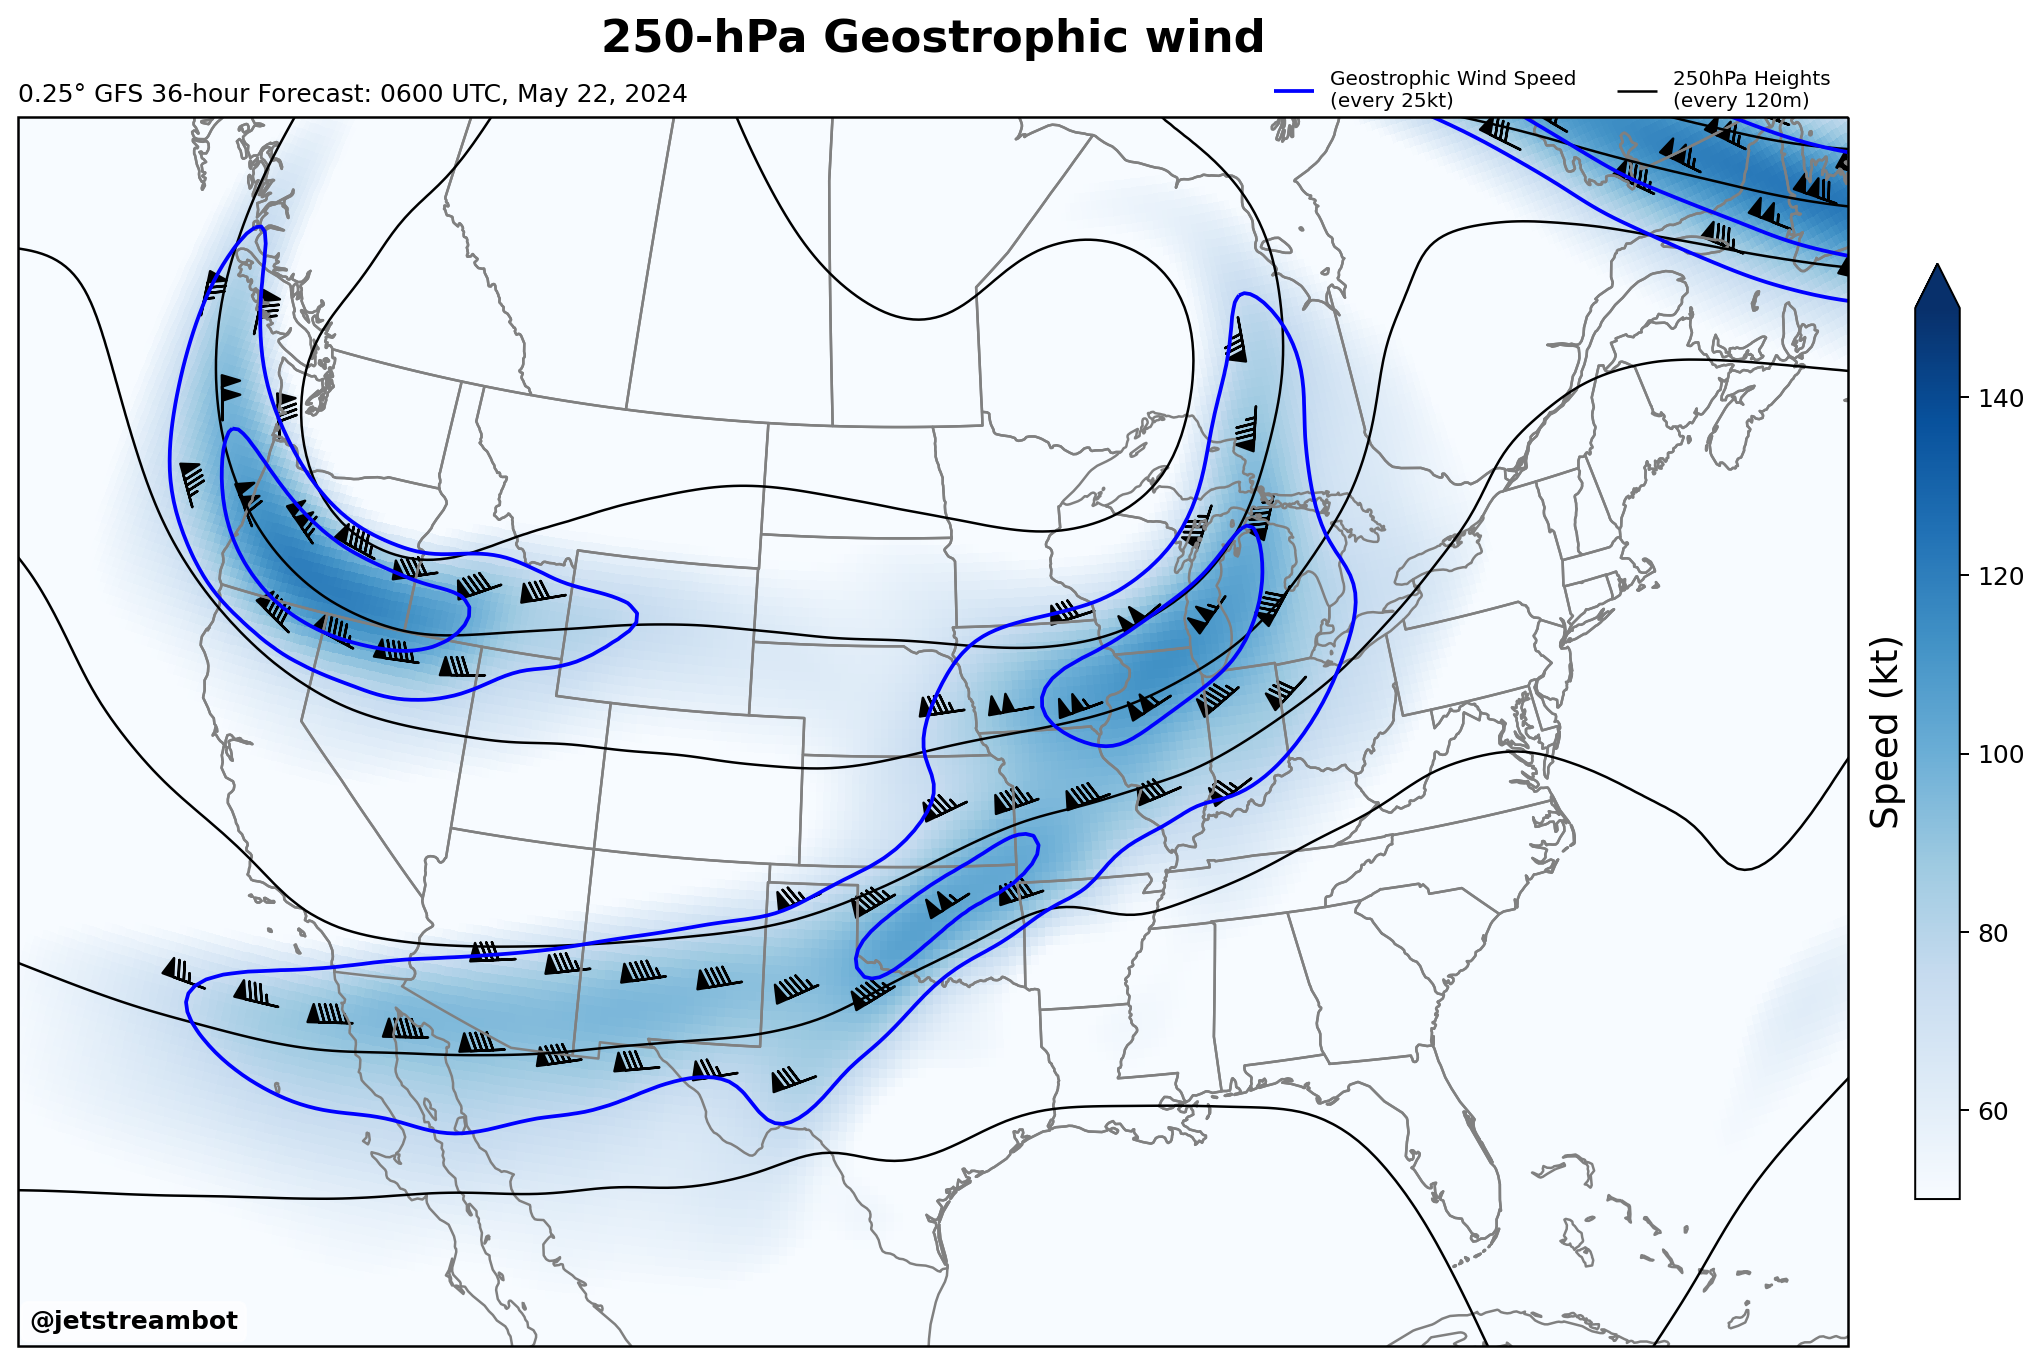 250-hPa Geostrophic wind
0.25° GFS 36-hour Forecast: 0600 UTC, May 22, 2024
Geostrophic Wind Speed
(every 25kt)
250hPa Heights
(every 120m)
140
120
100
80
60
Speed (kt)
@jetstreambot